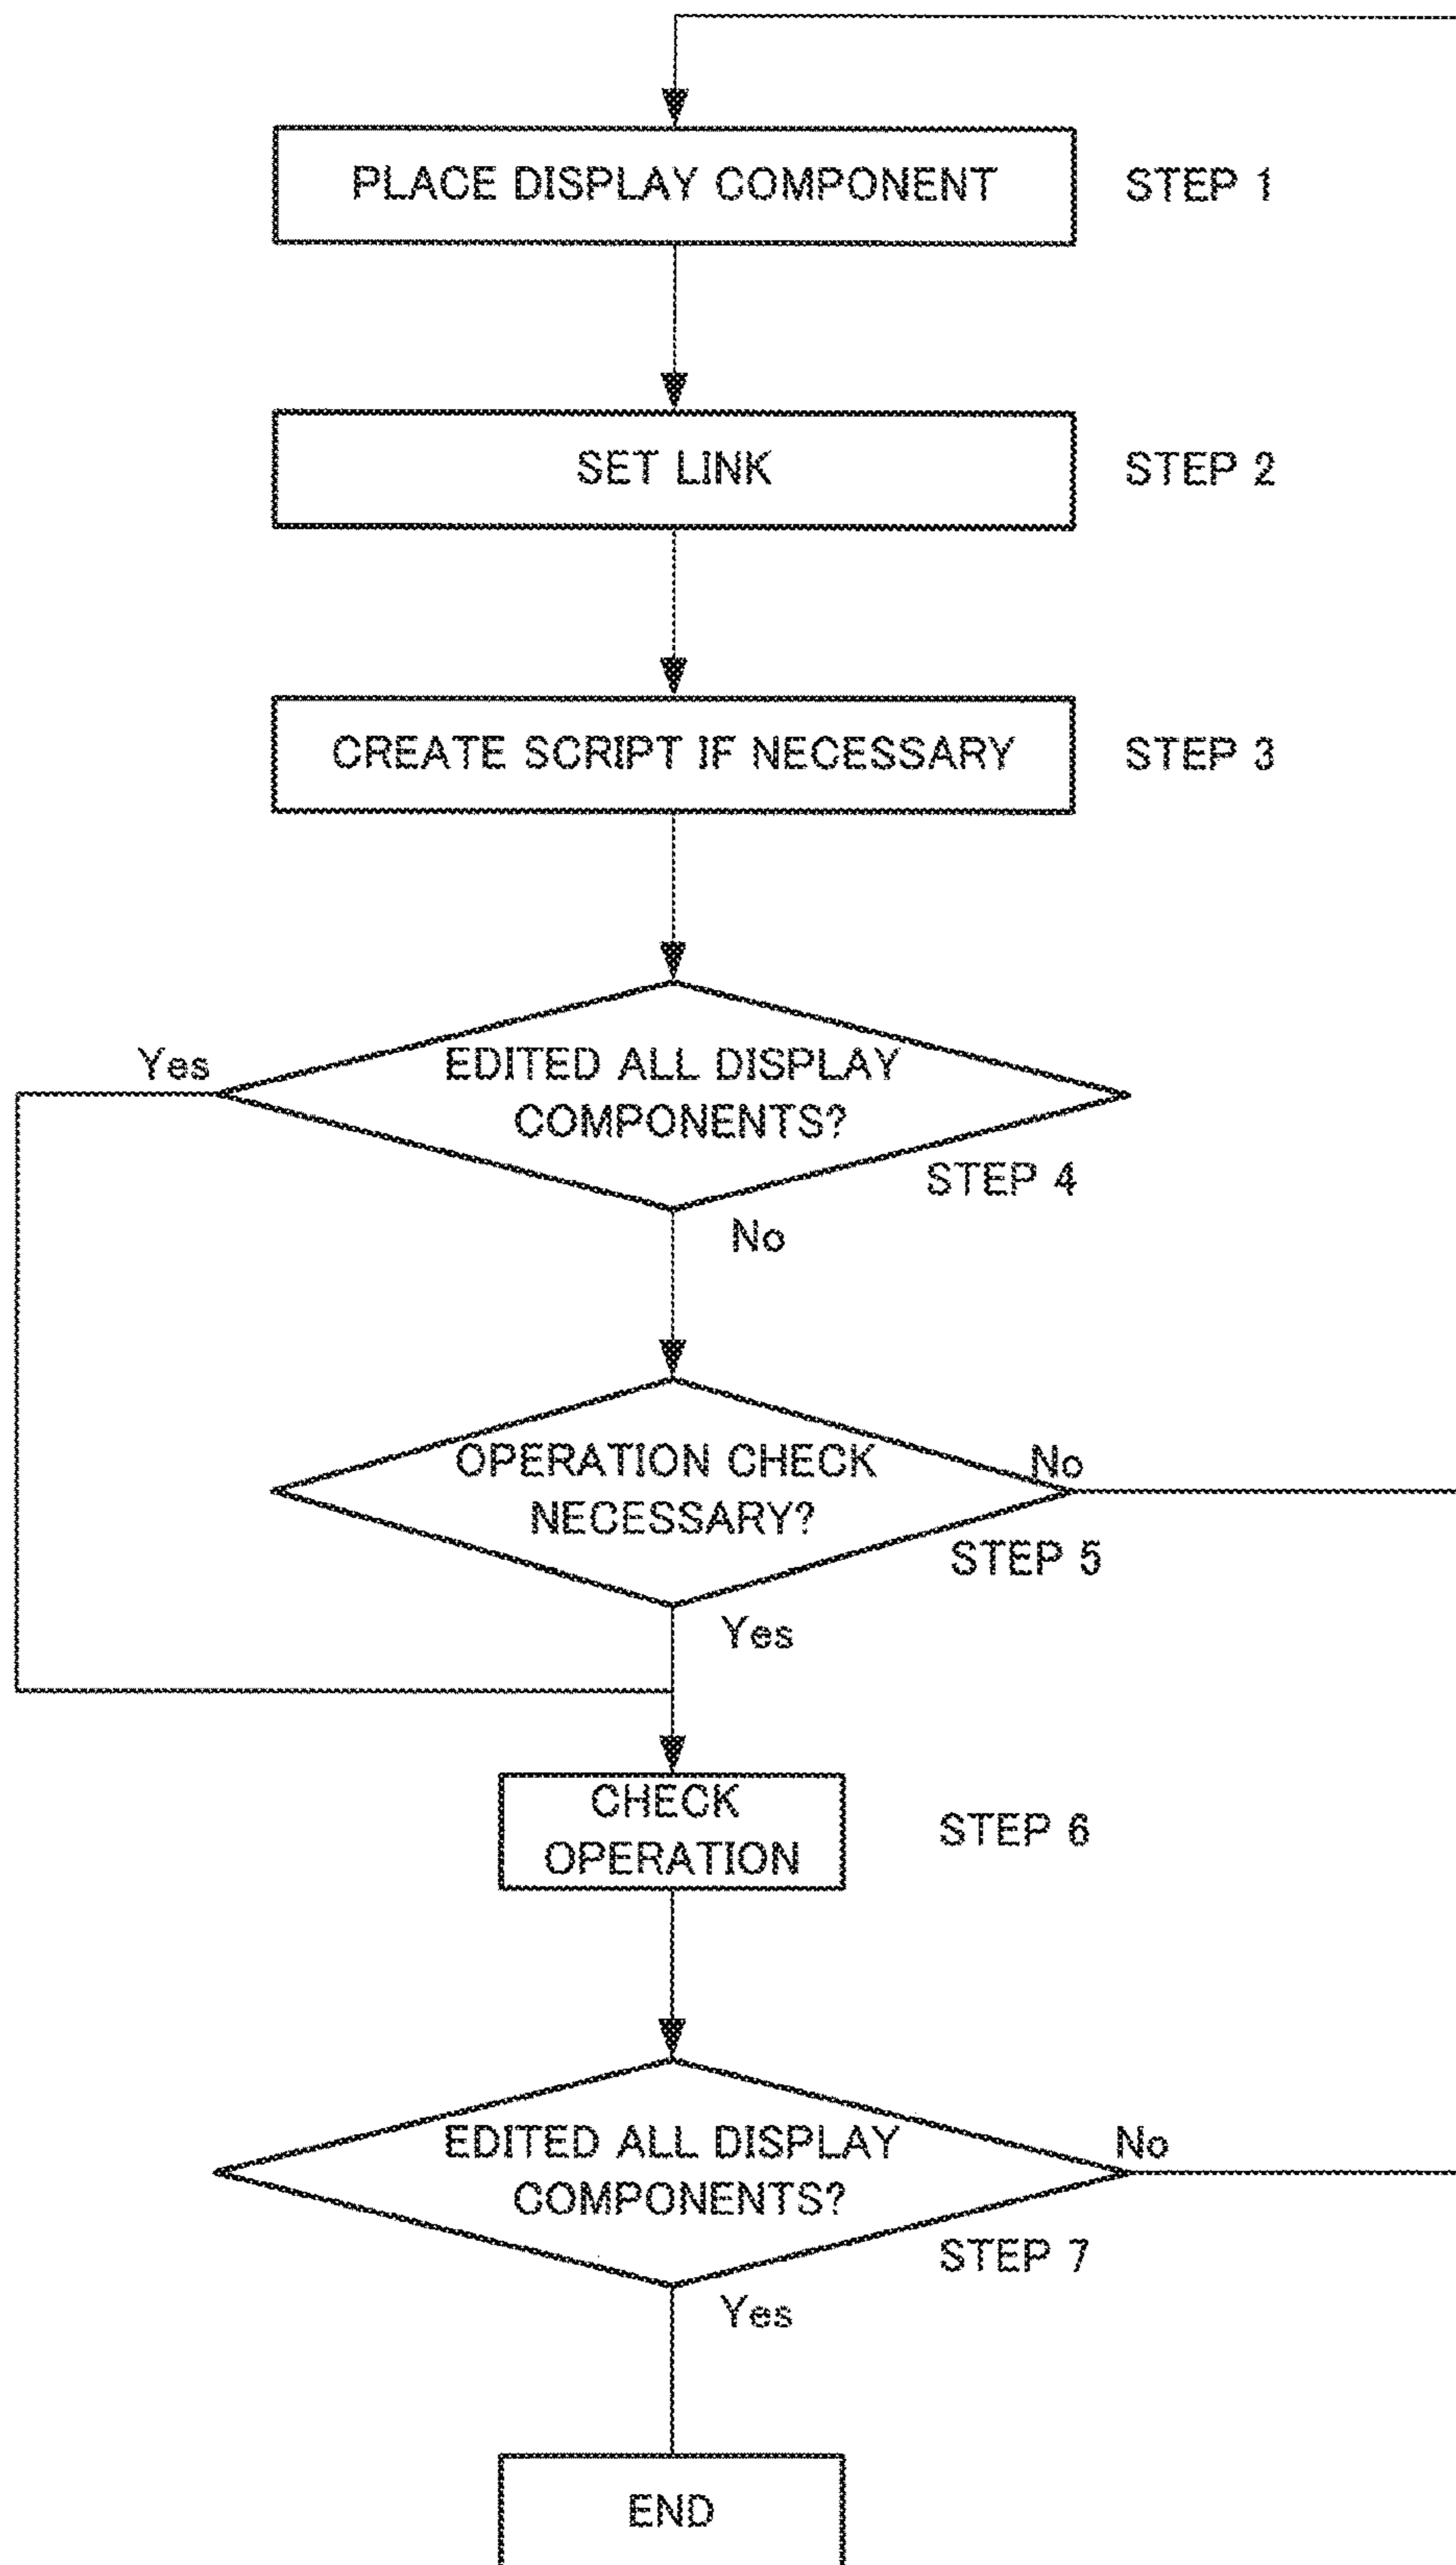 PLACE DISPLAY COMPONENT
STEP 1
SET LINK
STEP 2
CREATE SCRIPT IF NECESSARY
STEP 3
Yes
EDITED ALL DISPLAY
COMPONENTS?
STEP 4
No
OPERATION CHECK
NECESSARY?
No
STEP 5
Yes
CHECK
OPERATION
STEP 6
EDITED ALL DISPLAY
COMPONENTS?
No
STEP 7
Yes
END